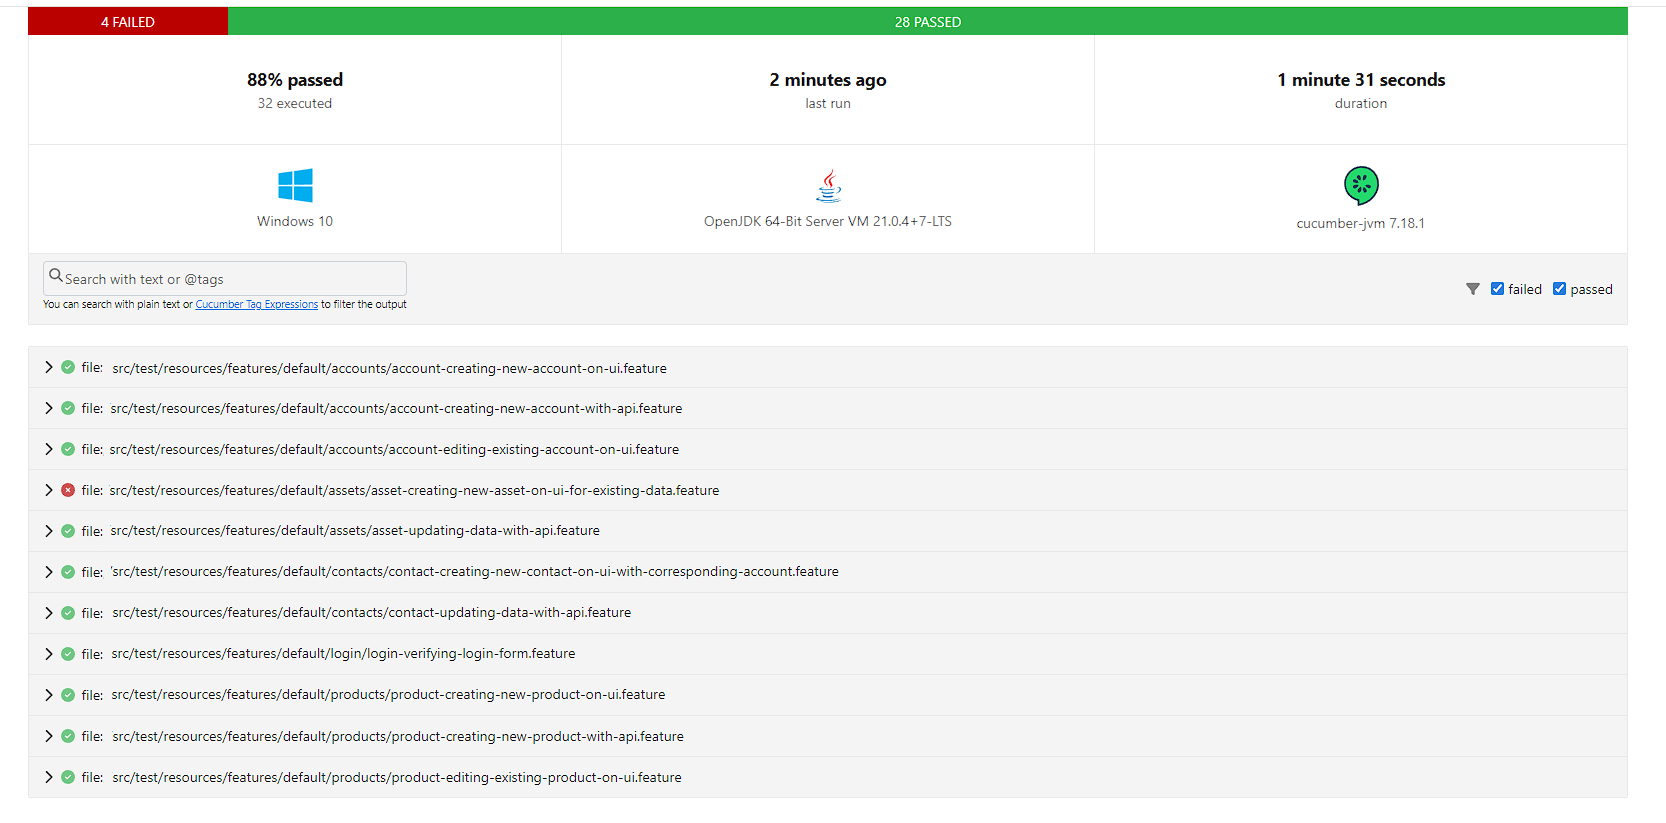 4 FAILED
28 PASSED
88% passed
32 executed
2 minutes ago
last run
1 minute 31 seconds
duration
Windows 10
OpenJDK 64-Bit Server VM 21.0.4+7-LTS
cucumber-jvm 7.18.1
Search with text or @tags
You can search with plain text or Cucumber Tag Expressions to filter the output
failed
passed
file: src/test/resources/features/default/accounts/account-creating-new-account-on-ui.feature
file: src/test/resources/features/default/accounts/account-creating-new-account-with-api.feature
file: src/test/resources/features/default/accounts/account-editing-existing-account-on-ui.feature
file: src/test/resources/features/default/assets/asset-creating-new-asset-on-ui-for-existing-data.feature
file: src/test/resources/features/default/assets/asset-updating-data-with-api.feature
file: src/test/resources/features/default/contacts/contact-creating-new-contact-on-ui-with-corresponding-account.feature
file: src/test/resources/features/default/contacts/contact-updating-data-with-api.feature
file: src/test/resources/features/default/login/login-verifying-login-form.feature
file: src/test/resources/features/default/products/product-creating-new-product-on-ui.feature
file: src/test/resources/features/default/products/product-creating-new-product-with-api.feature
file: src/test/resources/features/default/products/product-editing-existing-product-on-ui.feature